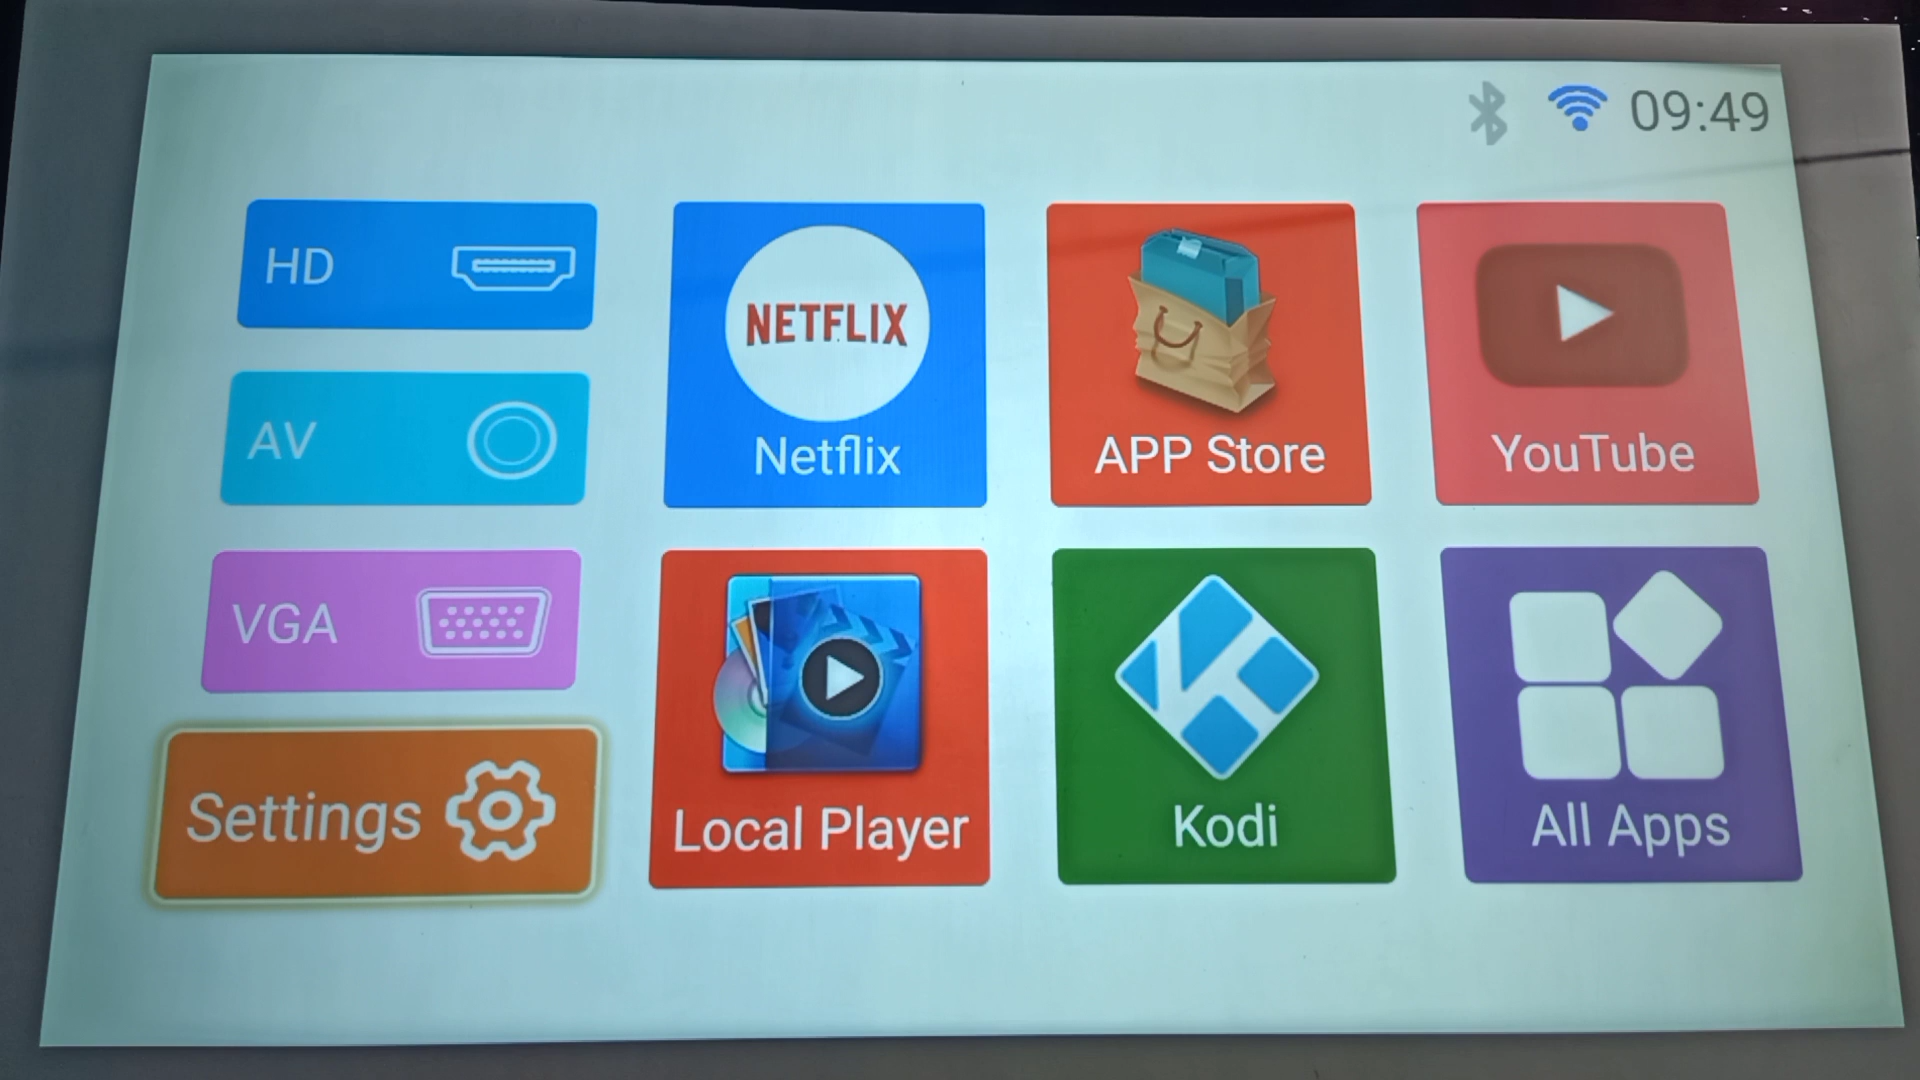 09:49
HD
NETFLIX
Netflix
APP Store
YouTube
AV
VGA
Settings
Local Player
Kodi
All Apps